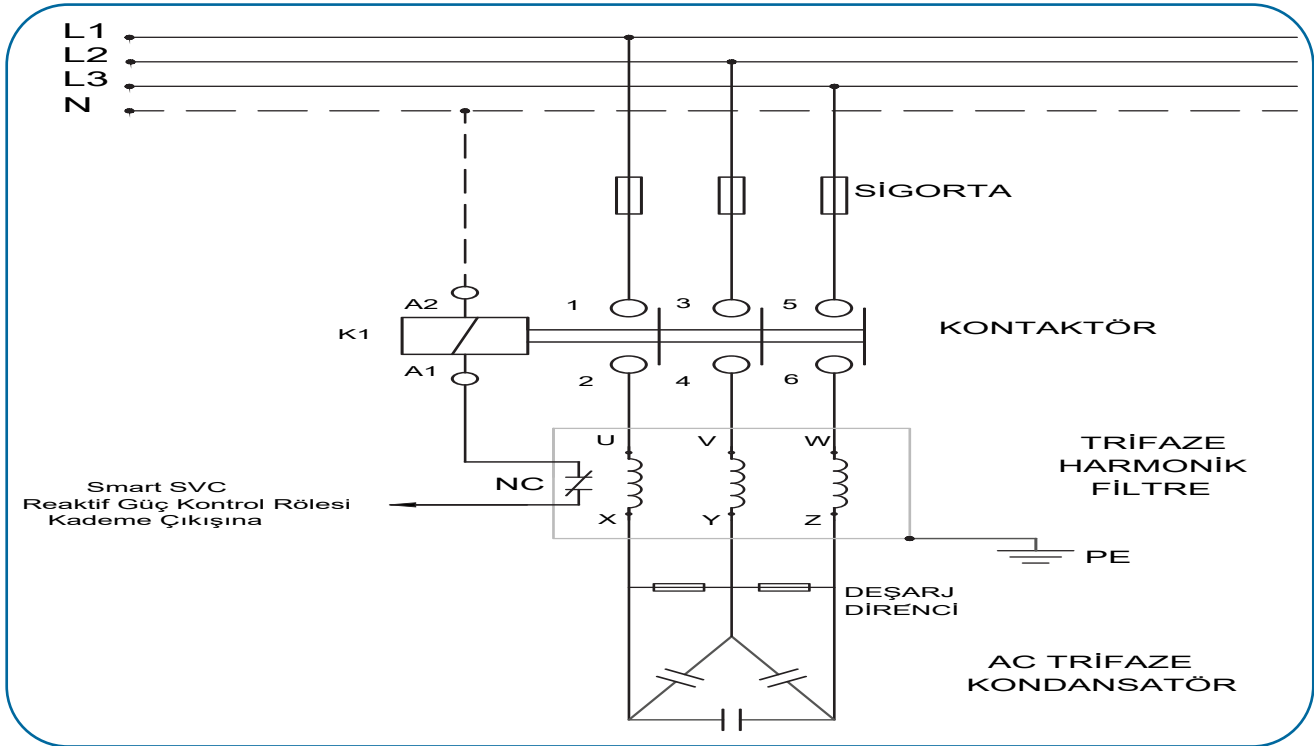 L1
L2
L3
N
SİGORTA
A2
1
3
5
K1
KONTAKTÖR
A1
2
4
6
U
V
W
TRİFAZE
HARMONİK
FİLTRE
NC
Smart SVC
Reaktif Güç Kontrol Rölesi
Kademe Çıkışına
X
Y
Z
PE
DEŞARJ
DİRENCİ
AC TRİFAZE
KONDANSATÖR